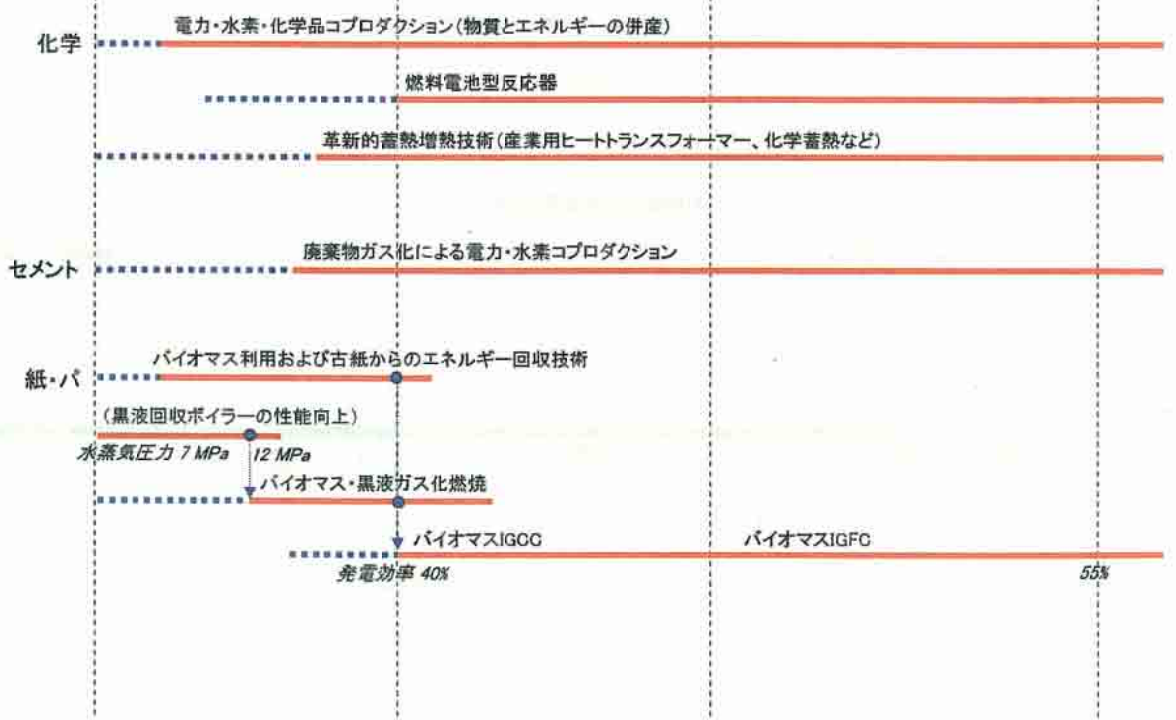 化学
電力・水素・化学品コプロダクション(物質とエネルギーの併産)
燃料電池型反応器
革新的蓄熱増熱技術(産業用ヒートトランスフォーマー、化学蓄熱など)
セメント
廃棄物ガス化による電力・水素コプロダクション
紙・パ
バイオマス利用および古紙からのエネルギー回収技術
(黒液回収ボイラーの性能向上)
水蒸気圧力 7 MPa 12 MPa
バイオマス・黒液ガス化燃焼
バイオマスIGCC バイオマスIGFC
発電効率 40% 55%